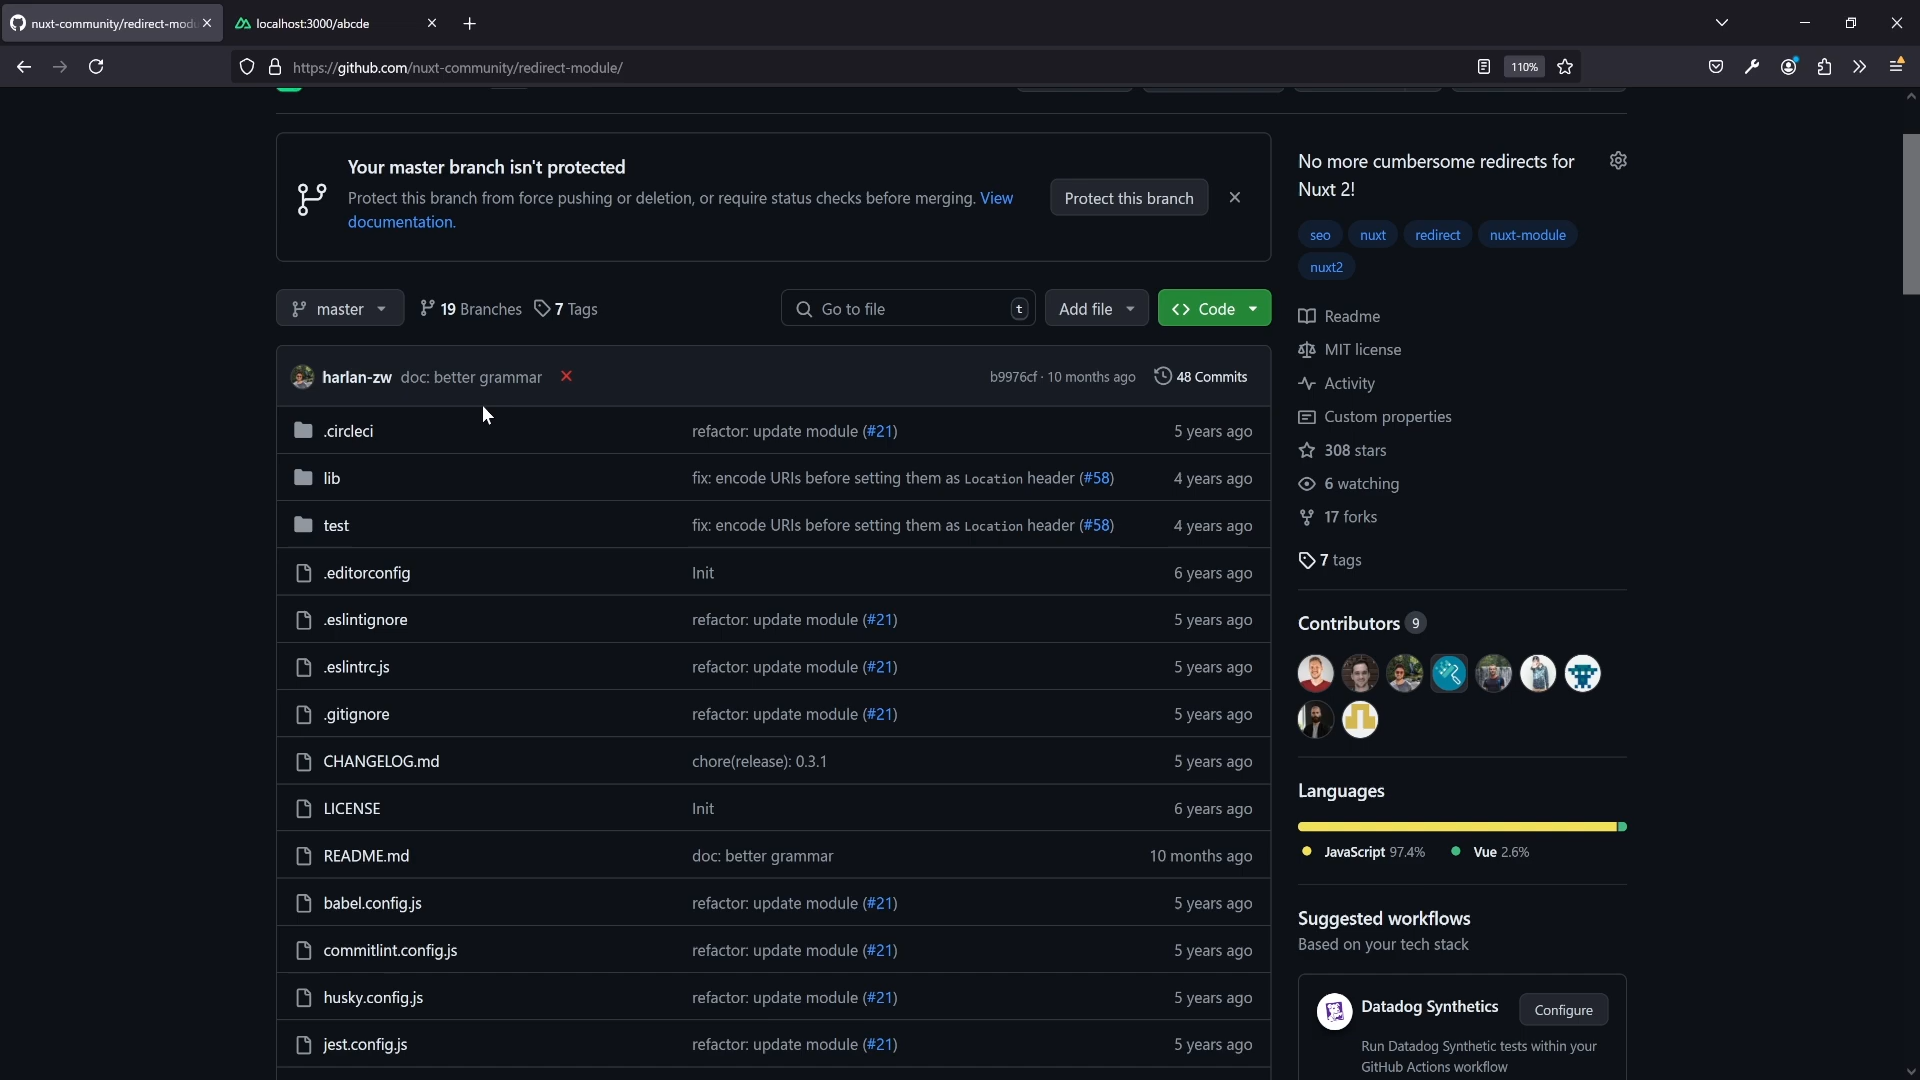 nuxt-community/redirect-mod
localhost:3000/abcde
https://github.com/nuxt-community/redirect-module/
110%
Your master branch isn't protected
Protect this branch from force pushing or deletion, or require status checks before merging. View
documentation.
Protect this branch
No more cumbersome redirects for
Nuxt 2!
seo nuxt redirect nuxt-module
nuxt2
master
19 Branches
7 Tags
Go to file
t
Add file
Code
harlan-zw doc: better grammar
b9976cf · 10 months ago
48 Commits
.circleci refactor: update module (#21) 5 years ago
lib fix: encode URIs before setting them as Location header (#58) 4 years ago
test fix: encode URIs before setting them as Location header (#58) 4 years ago
.editorconfig Init 6 years ago
.eslintignore refactor: update module (#21) 5 years ago
.eslintrc.js refactor: update module (#21) 5 years ago
.gitignore refactor: update module (#21) 5 years ago
CHANGELOG.md chore(release): 0.3.1 5 years ago
LICENSE Init 6 years ago
README.md doc: better grammar 10 months ago
babel.config.js refactor: update module (#21) 5 years ago
commitlint.config.js refactor: update module (#21) 5 years ago
husky.config.js refactor: update module (#21) 5 years ago
jest.config.js refactor: update module (#21) 5 years ago
Readme
MIT license
Activity
Custom properties
308 stars
6 watching
17 forks
7 tags
Contributors 9
Languages
JavaScript 97.4% Vue 2.6%
Suggested workflows
Based on your tech stack
Datadog Synthetics
Configure
Run Datadog Synthetic tests within your
GitHub Actions workflow